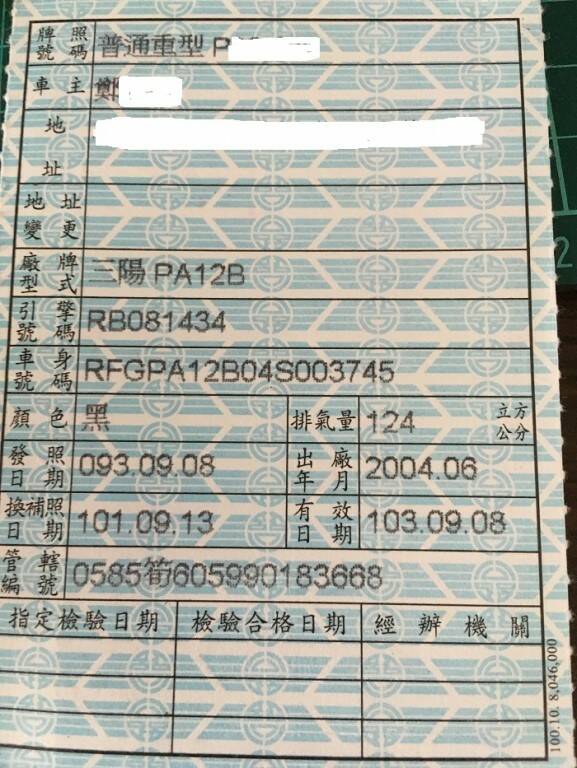 牌照號碼 普通重型 P
車主 鄭
地址
地址變更
廠牌型式 三陽 PA12B
引擎號碼 RB081434
車身號碼 RFGPA12B04S003745
顏色 黑 排氣量 124 立方公分
發照日期 093.09.08 出廠年月 2004.06
換補照日期 101.09.13 有效日期 103.09.08
管轄編號 0585筍605990183668
指定檢驗日期 檢驗合格日期 經辦機關
100.10. 8,046,000
2